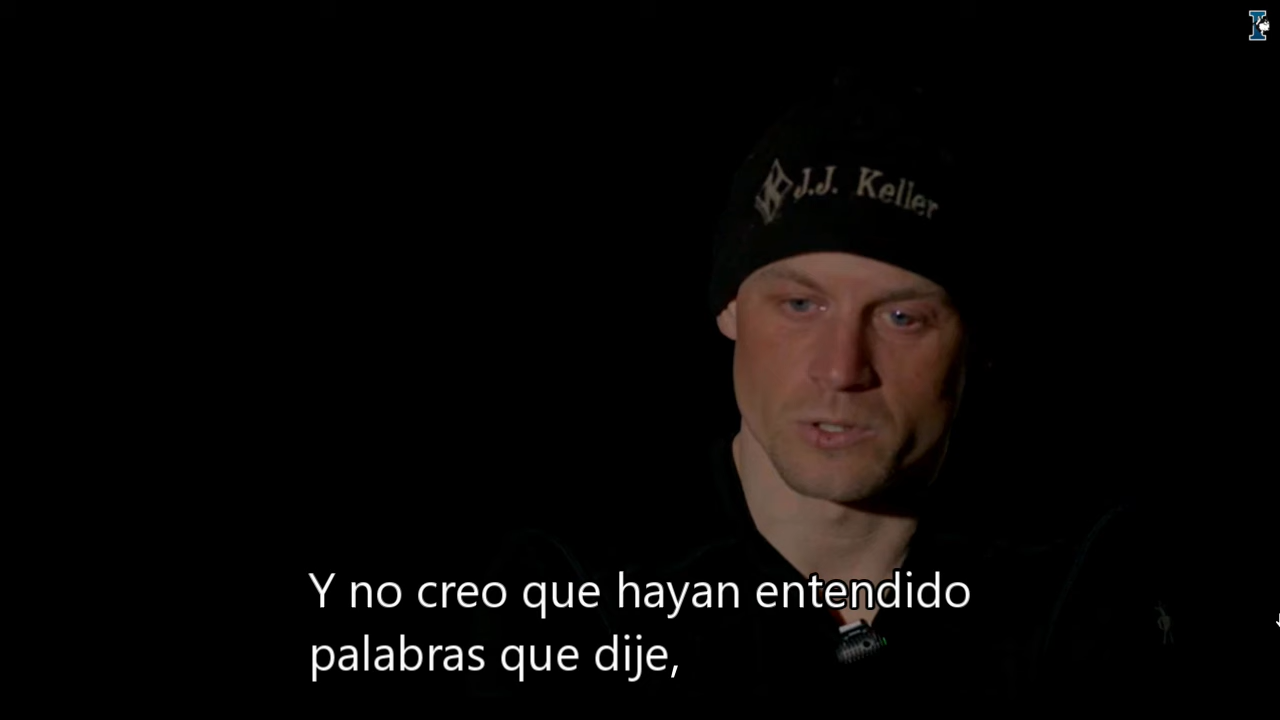 J.J. Keller
Y no creo que hayan entendido
palabras que dije,